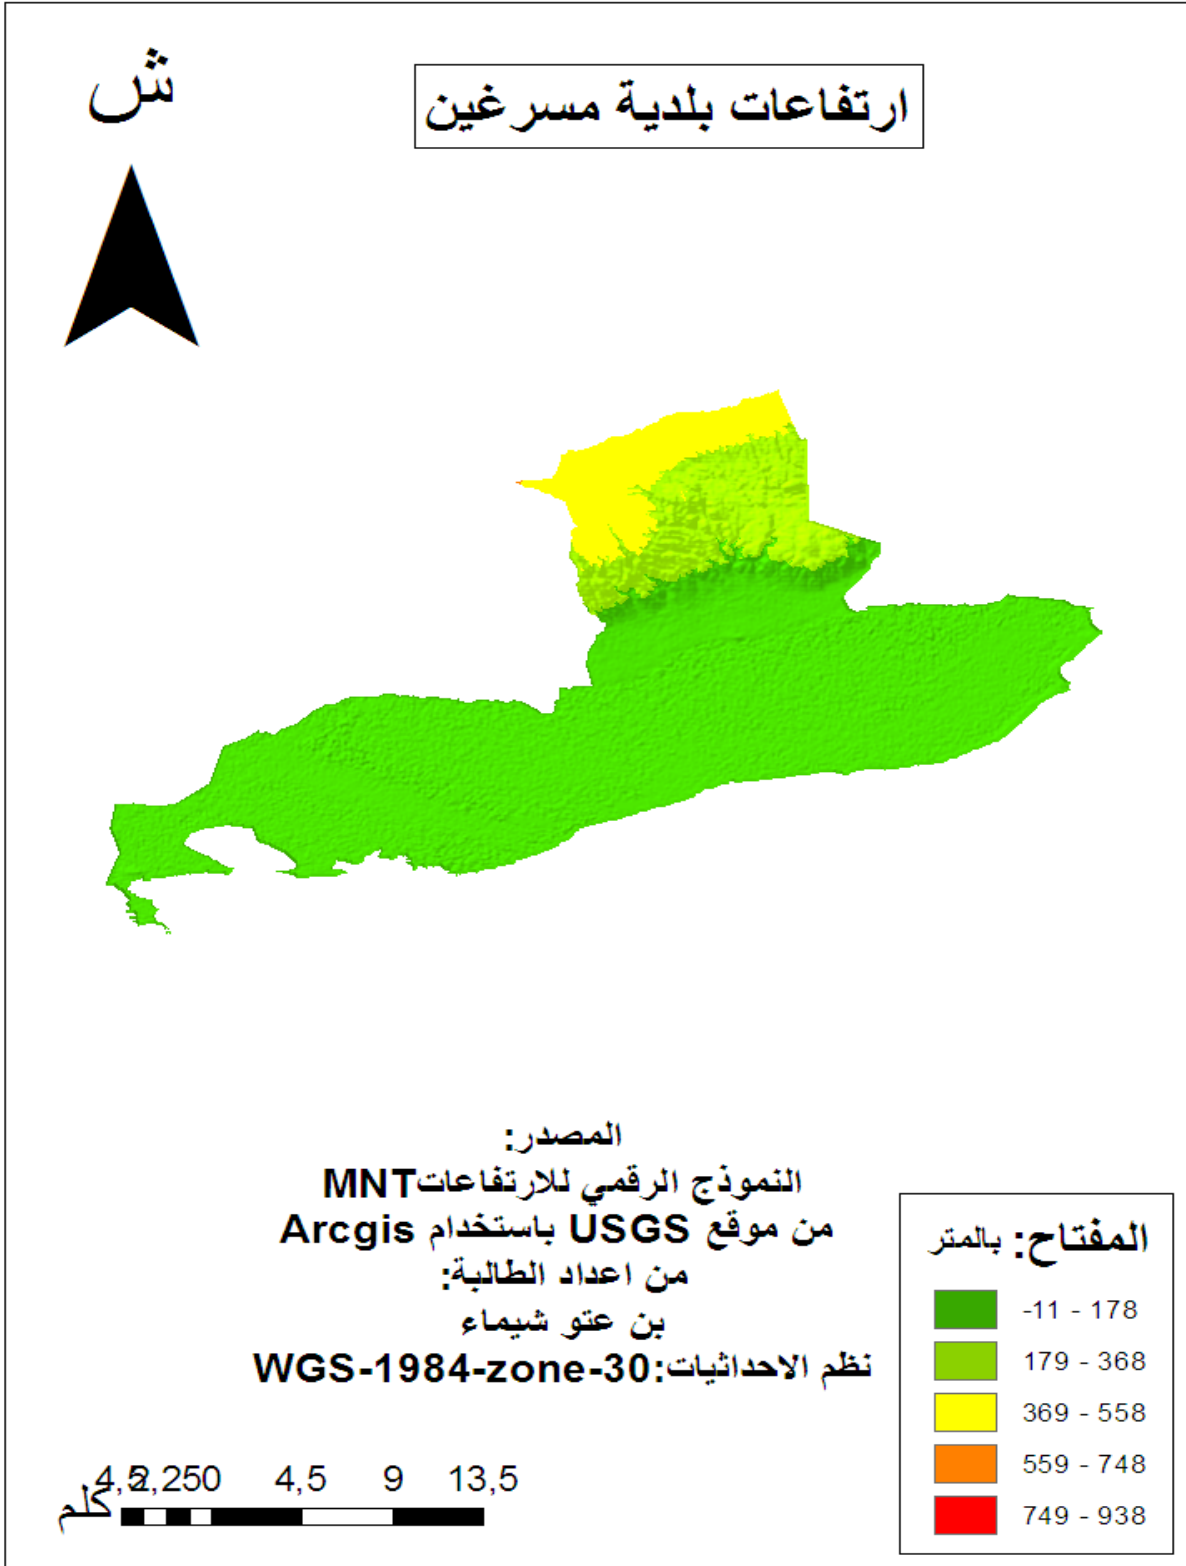 ش
ارتفاعات بلدية مسرغين
المصدر:
النموذج الرقمي للارتفاعاتMNT
من موقع USGS باستخدام Arcgis
من اعداد الطالبة:
بن عتو شيماء
نظم الاحداثيات:WGS-1984-zone-30
المفتاح: بالمتر
-11 - 178
179 - 368
369 - 558
559 - 748
749 - 938
4,5 2,25 0 4,5 9 13,5
كلم